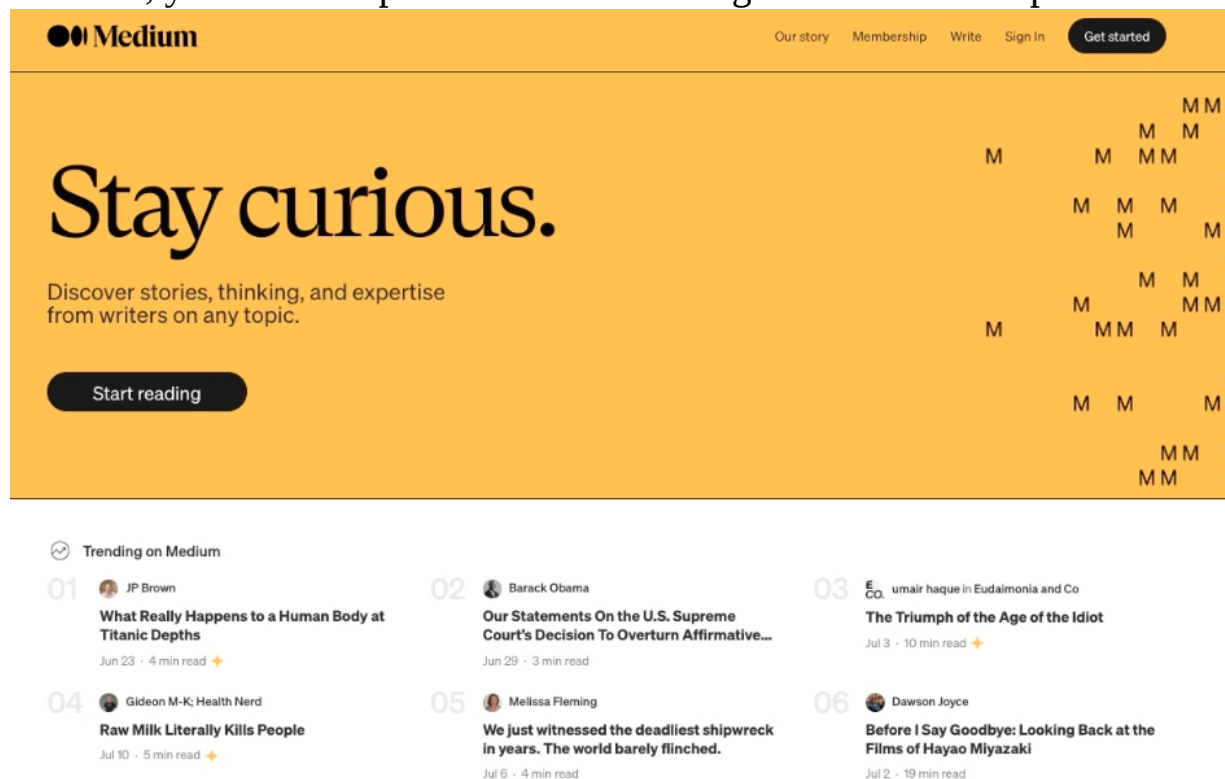 Medium
Our story Membership Write Sign In Get started
M M
M M
M M M M
Stay curious.
M M M
M M
Discover stories, thinking, and expertise
from writers on any topic.
M M
M M M
M M M M
Start reading
M M M
M M
M M
Trending on Medium
01 JP Brown
What Really Happens to a Human Body at
Titanic Depths
Jun 23 · 4 min read
02 Barack Obama
Our Statements On the U.S. Supreme
Court's Decision To Overturn Affirmative...
Jun 29 · 3 min read
03 E CO. umair haque in Eudaimonia and Co
The Triumph of the Age of the Idiot
Jul 3 · 10 min read
04 Gideon M-K; Health Nerd
Raw Milk Literally Kills People
Jul 10 · 5 min read
05 Melissa Fleming
We just witnessed the deadliest shipwreck
in years. The world barely flinched.
Jul 6 · 4 min read
06 Dawson Joyce
Before I Say Goodbye: Looking Back at the
Films of Hayao Miyazaki
Jul 2 · 19 min read